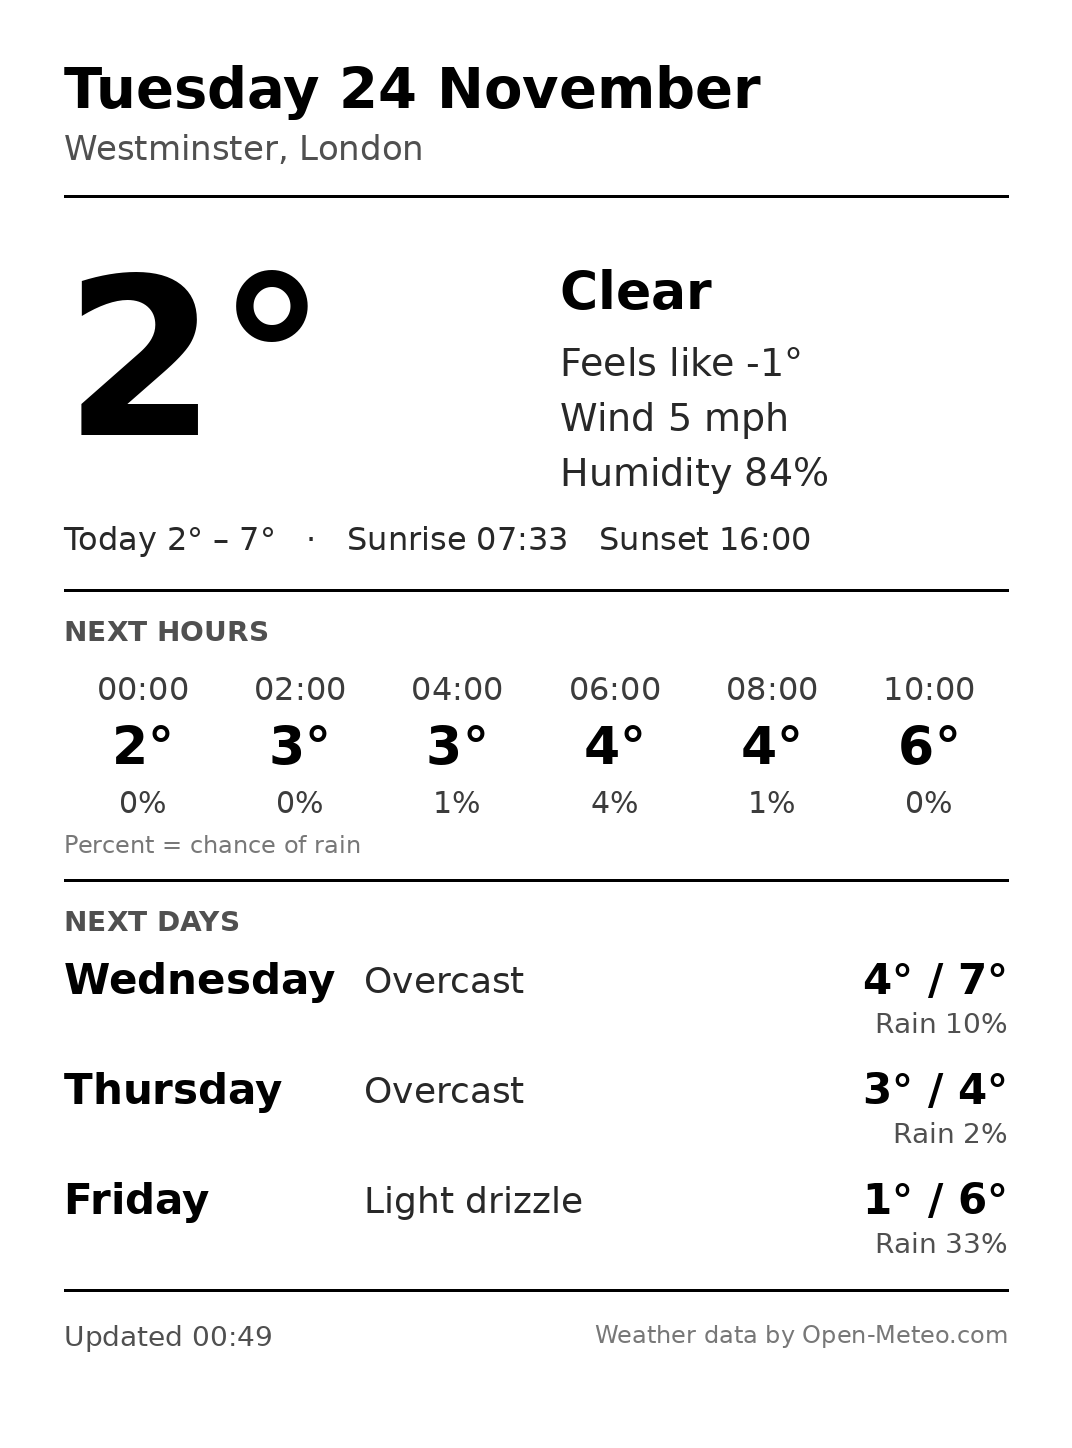 Tuesday 24 November
Westminster, London
2°
Clear
Feels like -1°
Wind 5 mph
Humidity 84%
Today 2° – 7° · Sunrise 07:33 Sunset 16:00
NEXT HOURS
00:00 02:00 04:00 06:00 08:00 10:00
2° 3° 3° 4° 4° 6°
0% 0% 1% 4% 1% 0%
Percent = chance of rain
NEXT DAYS
Wednesday Overcast 4° / 7°
Rain 10%
Thursday Overcast 3° / 4°
Rain 2%
Friday Light drizzle 1° / 6°
Rain 33%
Updated 00:49 Weather data by Open-Meteo.com